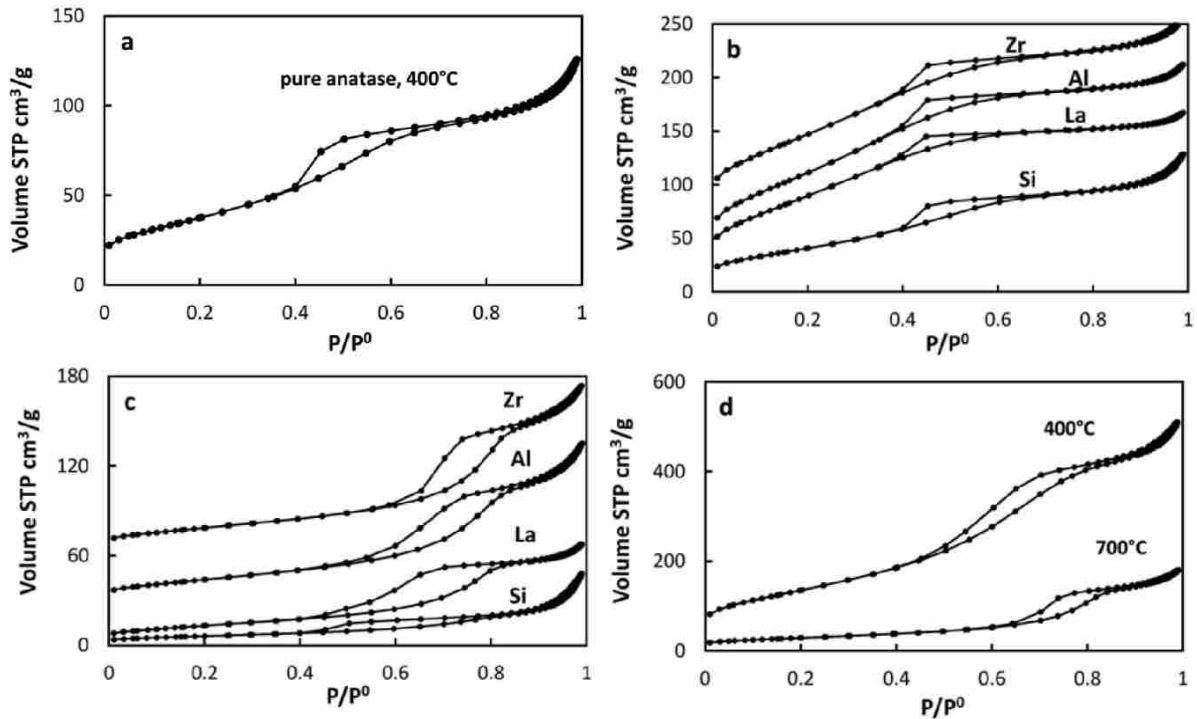 a
pure anatase, 400°C
Volume STP cm³/g
150
100
50
0
0 0.2 0.4 0.6 0.8 1
P/P⁰
b
Zr
Al
La
Si
Volume STP cm³/g
250
200
150
100
50
0
0 0.2 0.4 0.6 0.8 1
P/P⁰
c
Zr
Al
La
Si
Volume STP cm³/g
180
120
60
0
0 0.2 0.4 0.6 0.8 1
P/P⁰
d
400°C
700°C
Volume STP cm³/g
600
400
200
0
0 0.2 0.4 0.6 0.8 1
P/P⁰